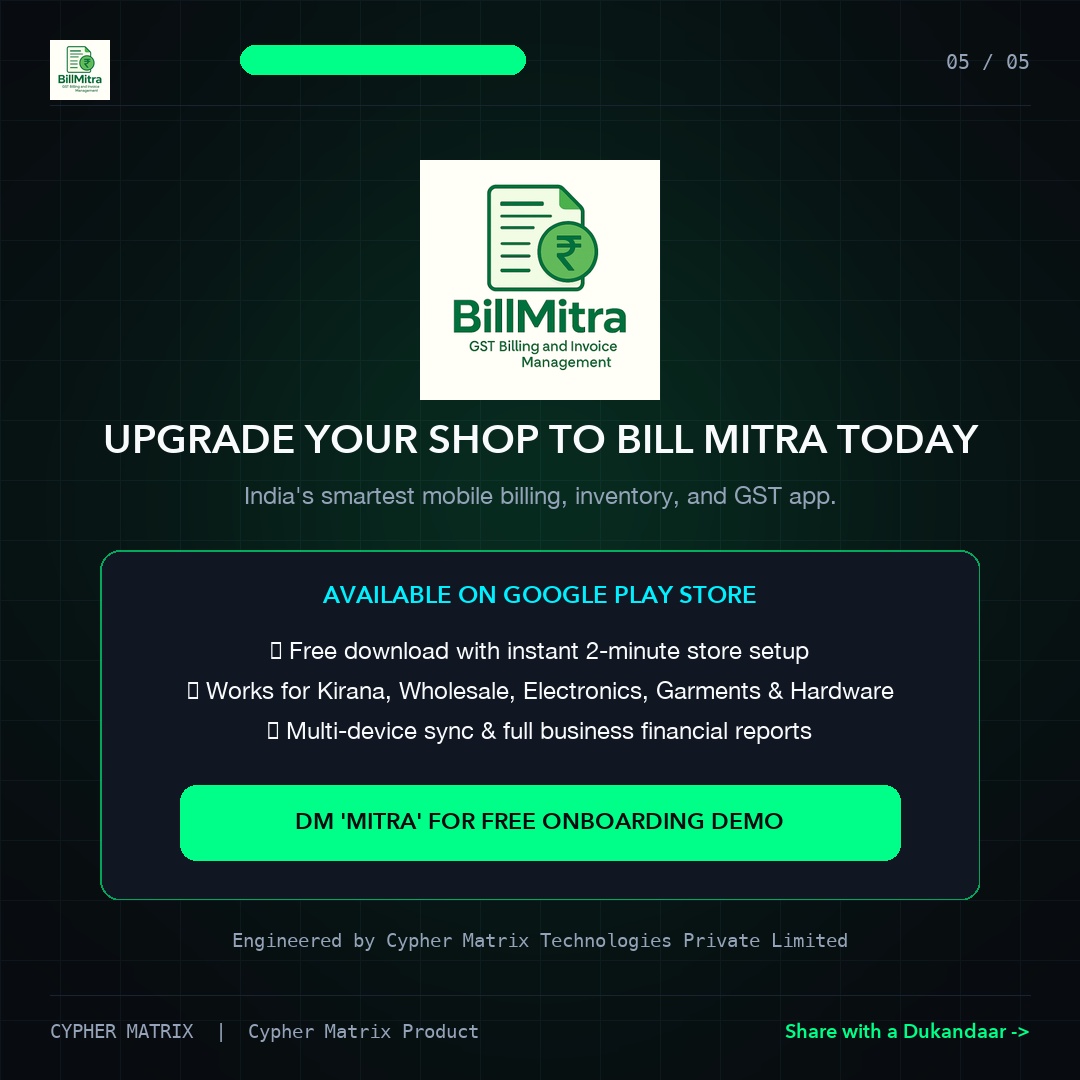 BillMitra
GST Billing and Invoice
Management
05 / 05
₹
BillMitra
GST Billing and Invoice
Management
UPGRADE YOUR SHOP TO BILL MITRA TODAY
India's smartest mobile billing, inventory, and GST app.
AVAILABLE ON GOOGLE PLAY STORE
▯ Free download with instant 2-minute store setup
▯ Works for Kirana, Wholesale, Electronics, Garments & Hardware
▯ Multi-device sync & full business financial reports
DM 'MITRA' FOR FREE ONBOARDING DEMO
Engineered by Cypher Matrix Technologies Private Limited
CYPHER MATRIX | Cypher Matrix Product
Share with a Dukandaar ->